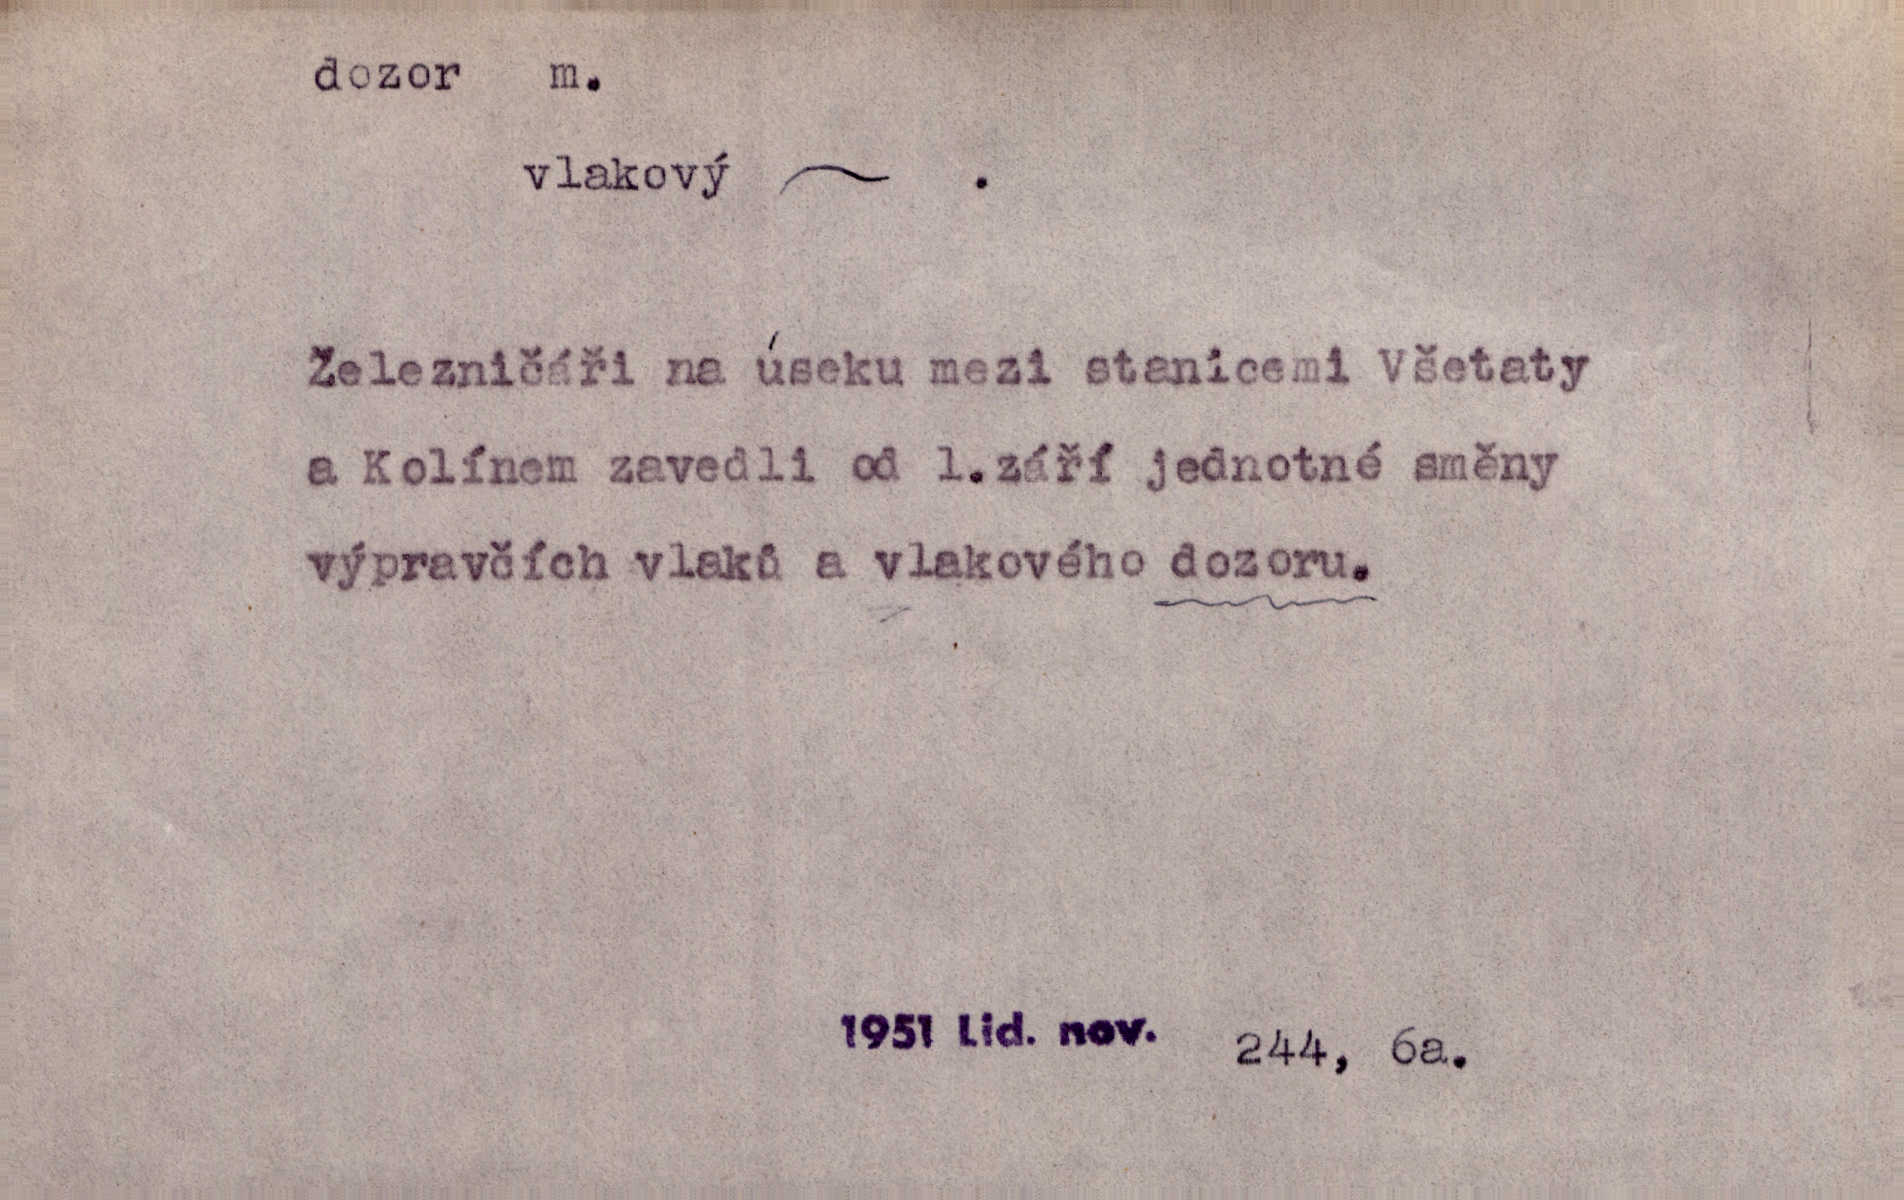 dozor m.
vlakový ~ .
Železničáři na úseku mezi stanicemi Všetaty
a Kolínem zavedli od 1.září jednotné směny
výpravčích vlaků a vlakového dozoru.
1951 Lid. nov. 244, 6a.